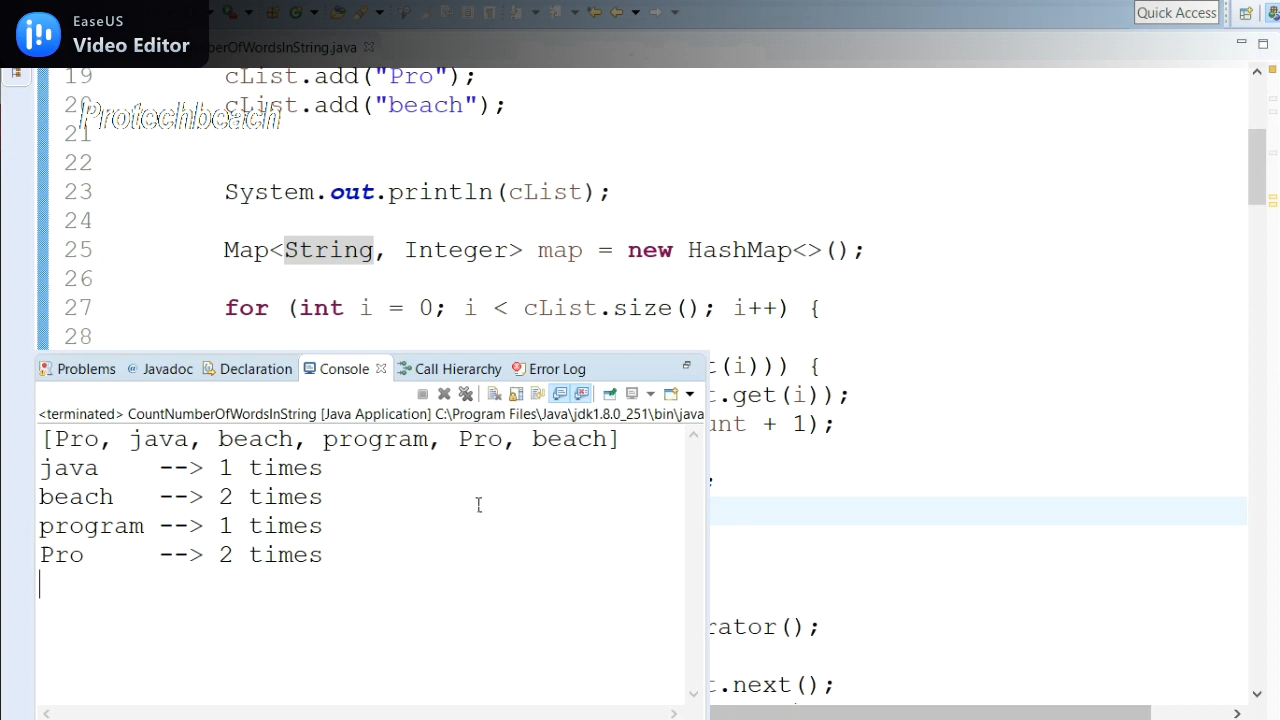 EaseUS
Video Editor
Quick Access
berOfWordsInString.java
19 cList.add("Pro");
20 cList.add("beach");
Protechbeach
21
22
23 System.out.println(cList);
24
25 Map<String, Integer> map = new HashMap<>();
26
27 for (int i = 0; i < cList.size(); i++) {
28
t(i))) {
t.get(i));
unt + 1);
;
rator();
t.next();
Problems @ Javadoc Declaration Console Call Hierarchy Error Log
<terminated> CountNumberOfWordsInString [Java Application] C:\Program Files\Java\jdk1.8.0_251\bin\java
[Pro, java, beach, program, Pro, beach]
java --> 1 times
beach --> 2 times
program --> 1 times
Pro --> 2 times